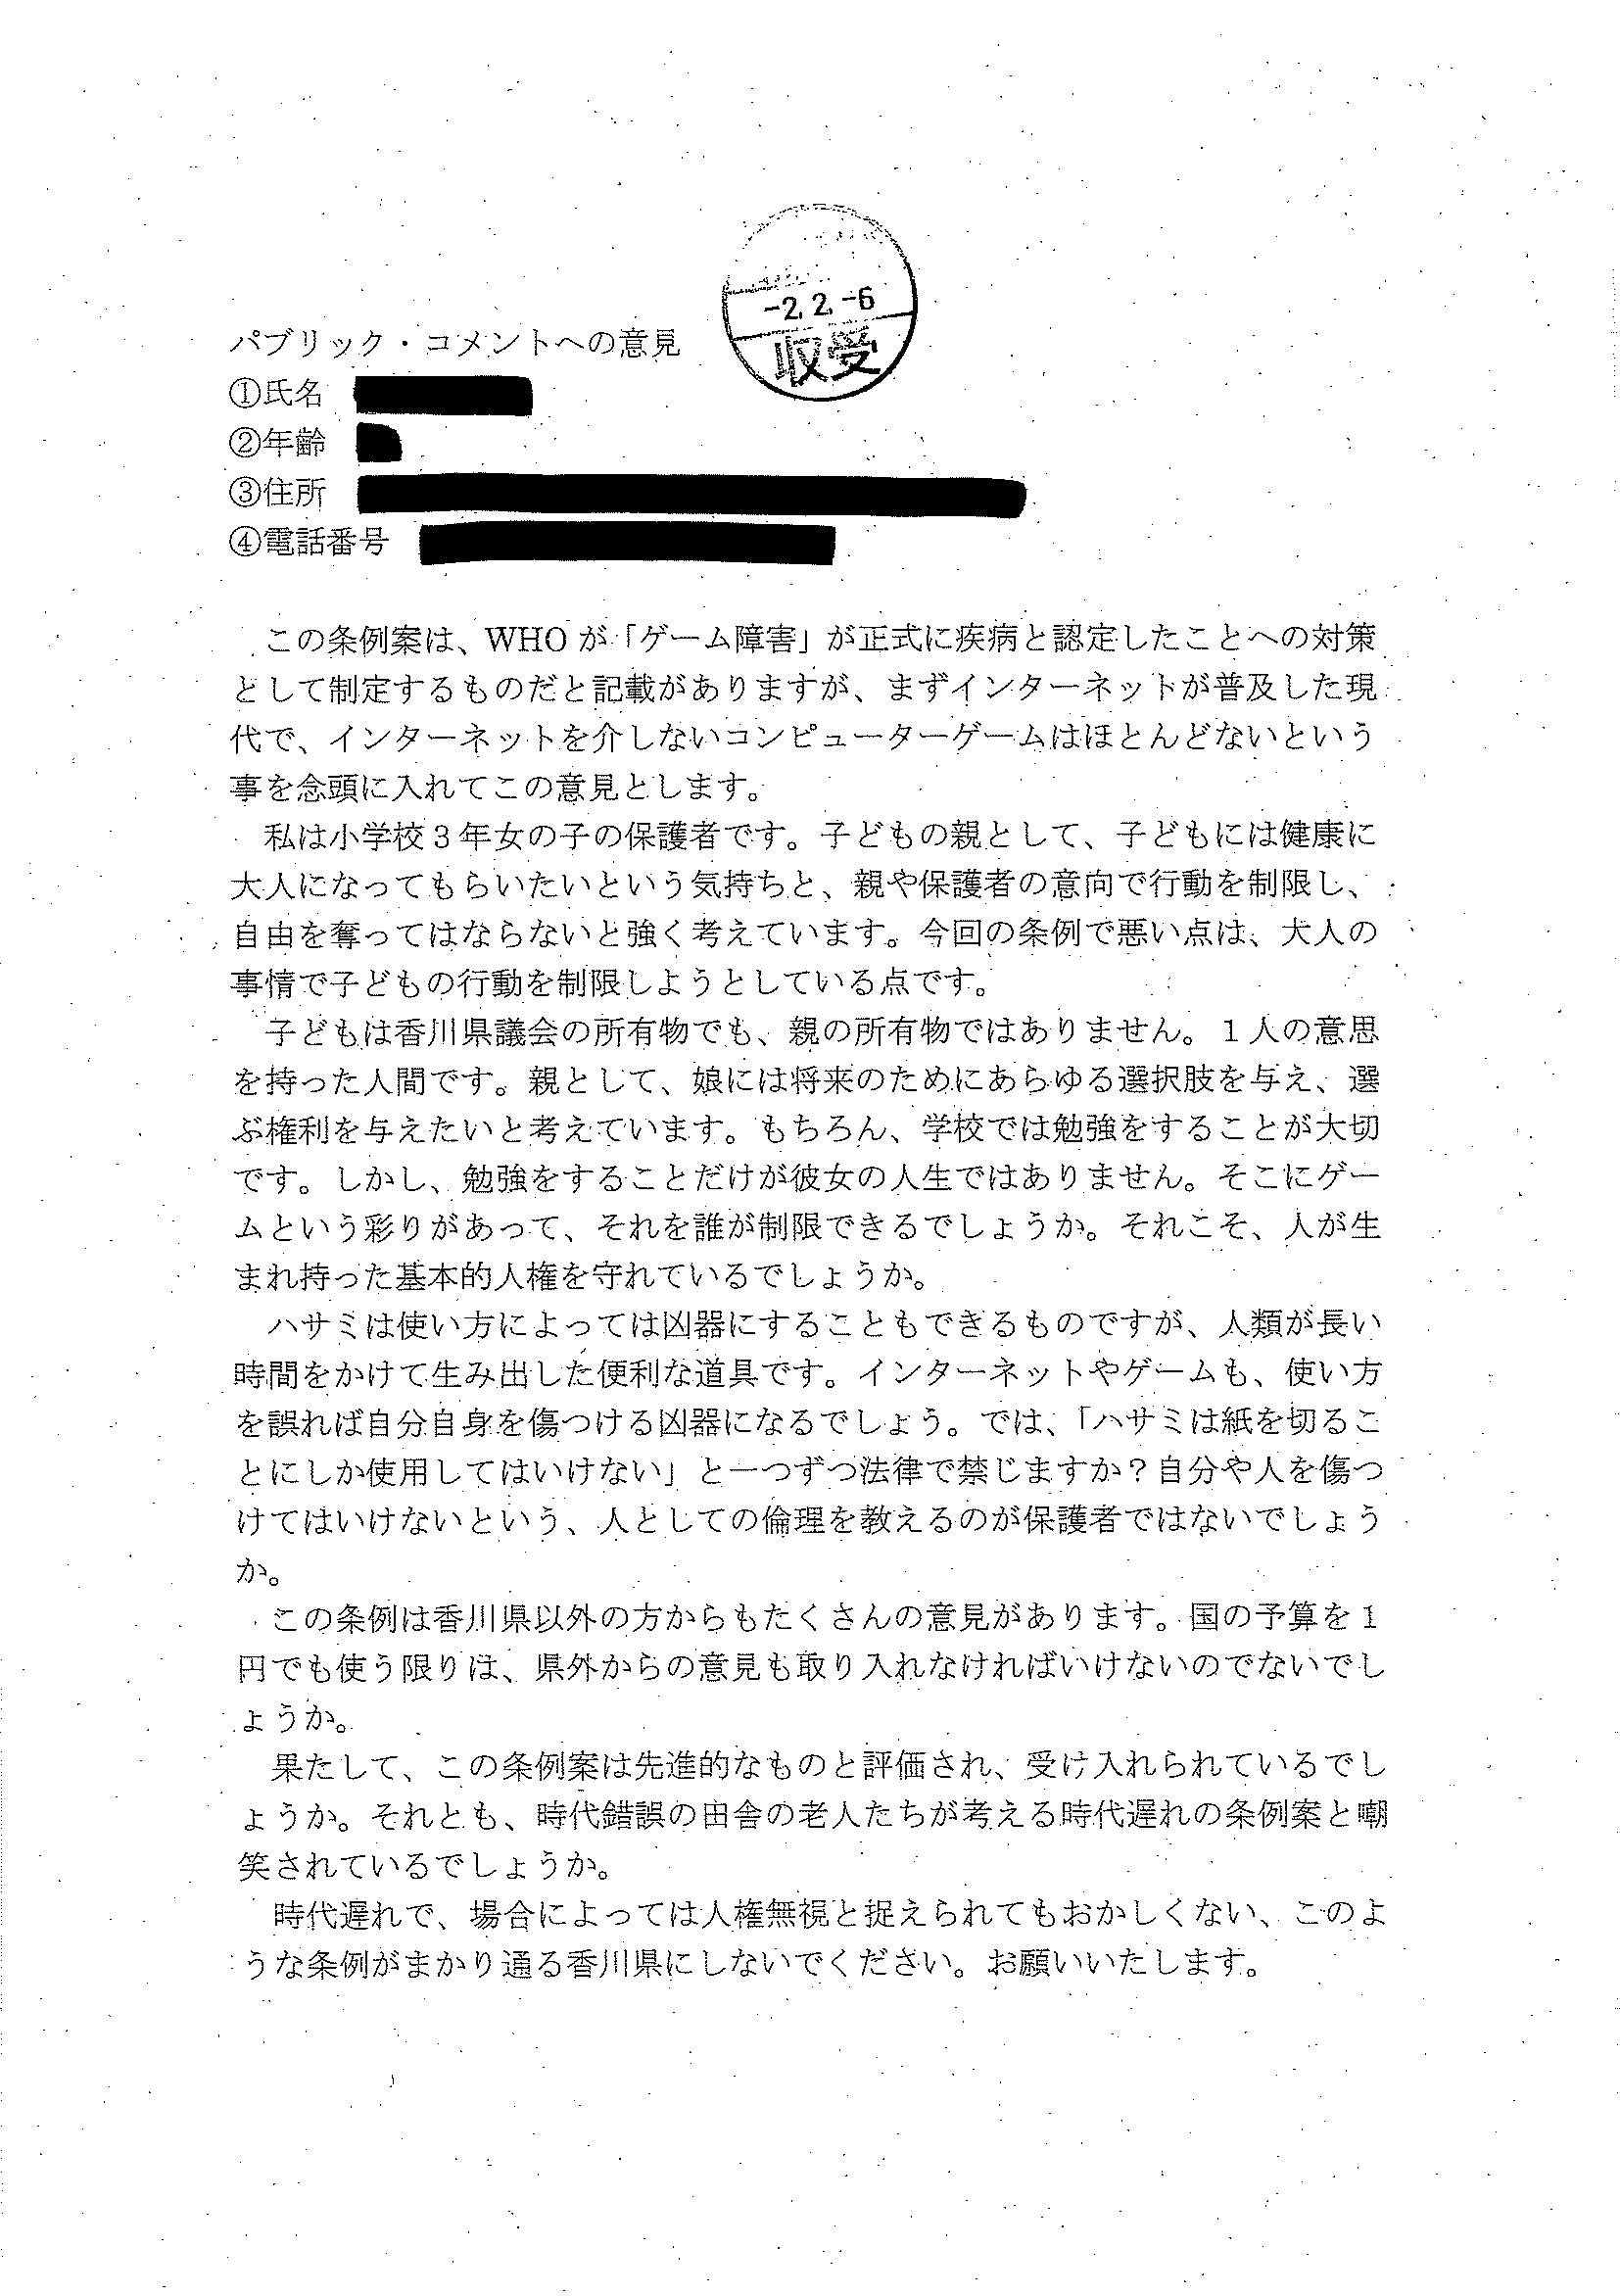 -2.2.-6
収受
パブリック・コメントへの意見
①氏名
②年齢
③住所
④電話番号
この条例案は、WHOが「ゲーム障害」が正式に疾病と認定したことへの対策
として制定するものだと記載がありますが、まずインターネットが普及した現
代で、インターネットを介しないコンピューターゲームはほとんどないという
事を念頭に入れてこの意見とします。
私は小学校3年女の子の保護者です。子どもの親として、子どもには健康に
大人になってもらいたいという気持ちと、親や保護者の意向で行動を制限し、
自由を奪ってはならないと強く考えています。今回の条例で悪い点は、大人の
事情で子どもの行動を制限しようとしている点です。
子どもは香川県議会の所有物でも、親の所有物ではありません。1人の意思
を持った人間です。親として、娘には将来のためにあらゆる選択肢を与え、選
ぶ権利を与えたいと考えています。もちろん、学校では勉強をすることが大切
です。しかし、勉強をすることだけが彼女の人生ではありません。そこにゲー
ムという彩りがあって、それを誰が制限できるでしょうか。それこそ、人が生
まれ持った基本的人権を守れているでしょうか。
ハサミは使い方によっては凶器にすることもできるものですが、人類が長い
時間をかけて生み出した便利な道具です。インターネットやゲームも、使い方
を誤れば自分自身を傷つける凶器になるでしょう。では、「ハサミは紙を切るこ
とにしか使用してはいけない」と一つずつ法律で禁じますか？自分や人を傷つ
けてはいけないという、人としての倫理を教えるのが保護者ではないでしょう
か。
この条例は香川県以外の方からもたくさんの意見があります。国の予算を1
円でも使う限りは、県外からの意見も取り入れなければいけないのでないでし
ょうか。
果たして、この条例案は先進的なものと評価され、受け入れられているでし
ょうか。それとも、時代錯誤の田舎の老人たちが考える時代遅れの条例案と嘲
笑されているでしょうか。
時代遅れで、場合によっては人権無視と捉えられてもおかしくない、このよ
うな条例がまかり通る香川県にしないでください。お願いいたします。